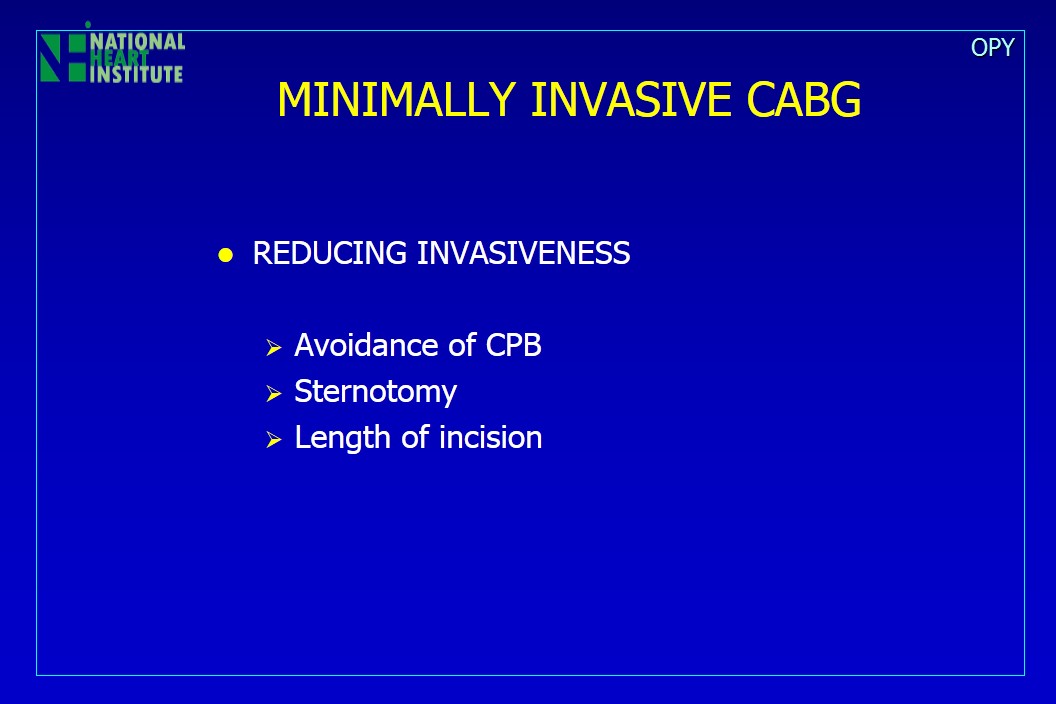 NATIONAL
HEART
INSTITUTE
OPY
MINIMALLY INVASIVE CABG
REDUCING INVASIVENESS
Avoidance of CPB
Sternotomy
Length of incision